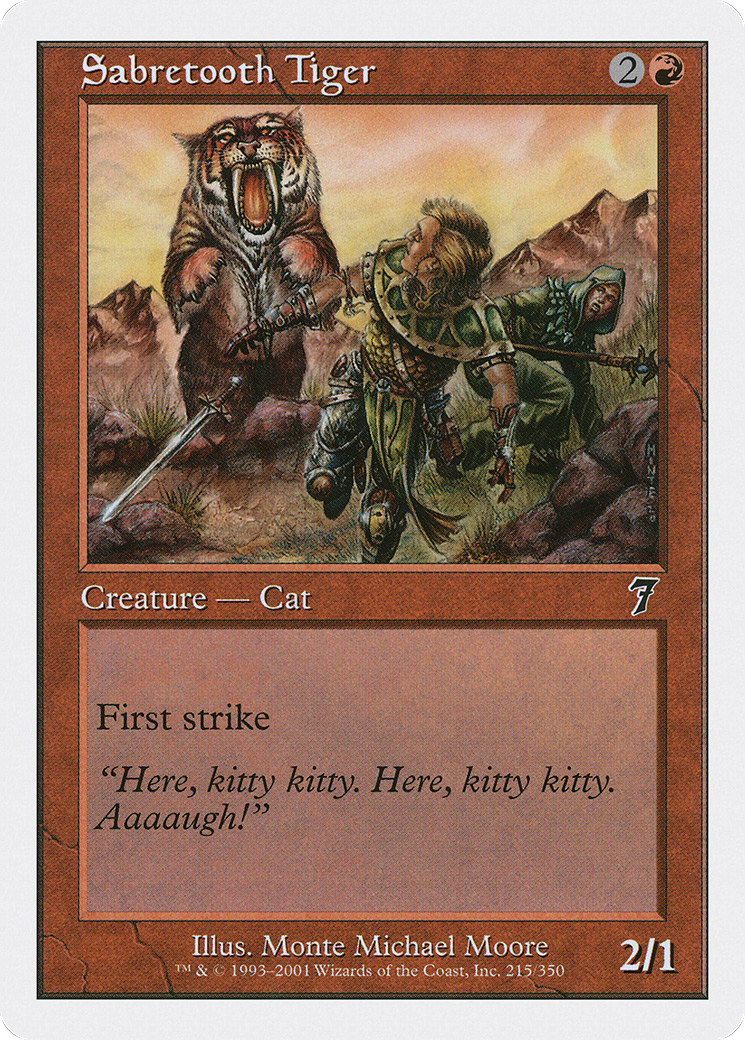 Sabretooth Tiger 2
Creature — Cat 7
First strike
“Here, kitty kitty. Here, kitty kitty.
Aaaaugh!”
Illus. Monte Michael Moore
™ & © 1993–2001 Wizards of the Coast, Inc. 215/350
2/1